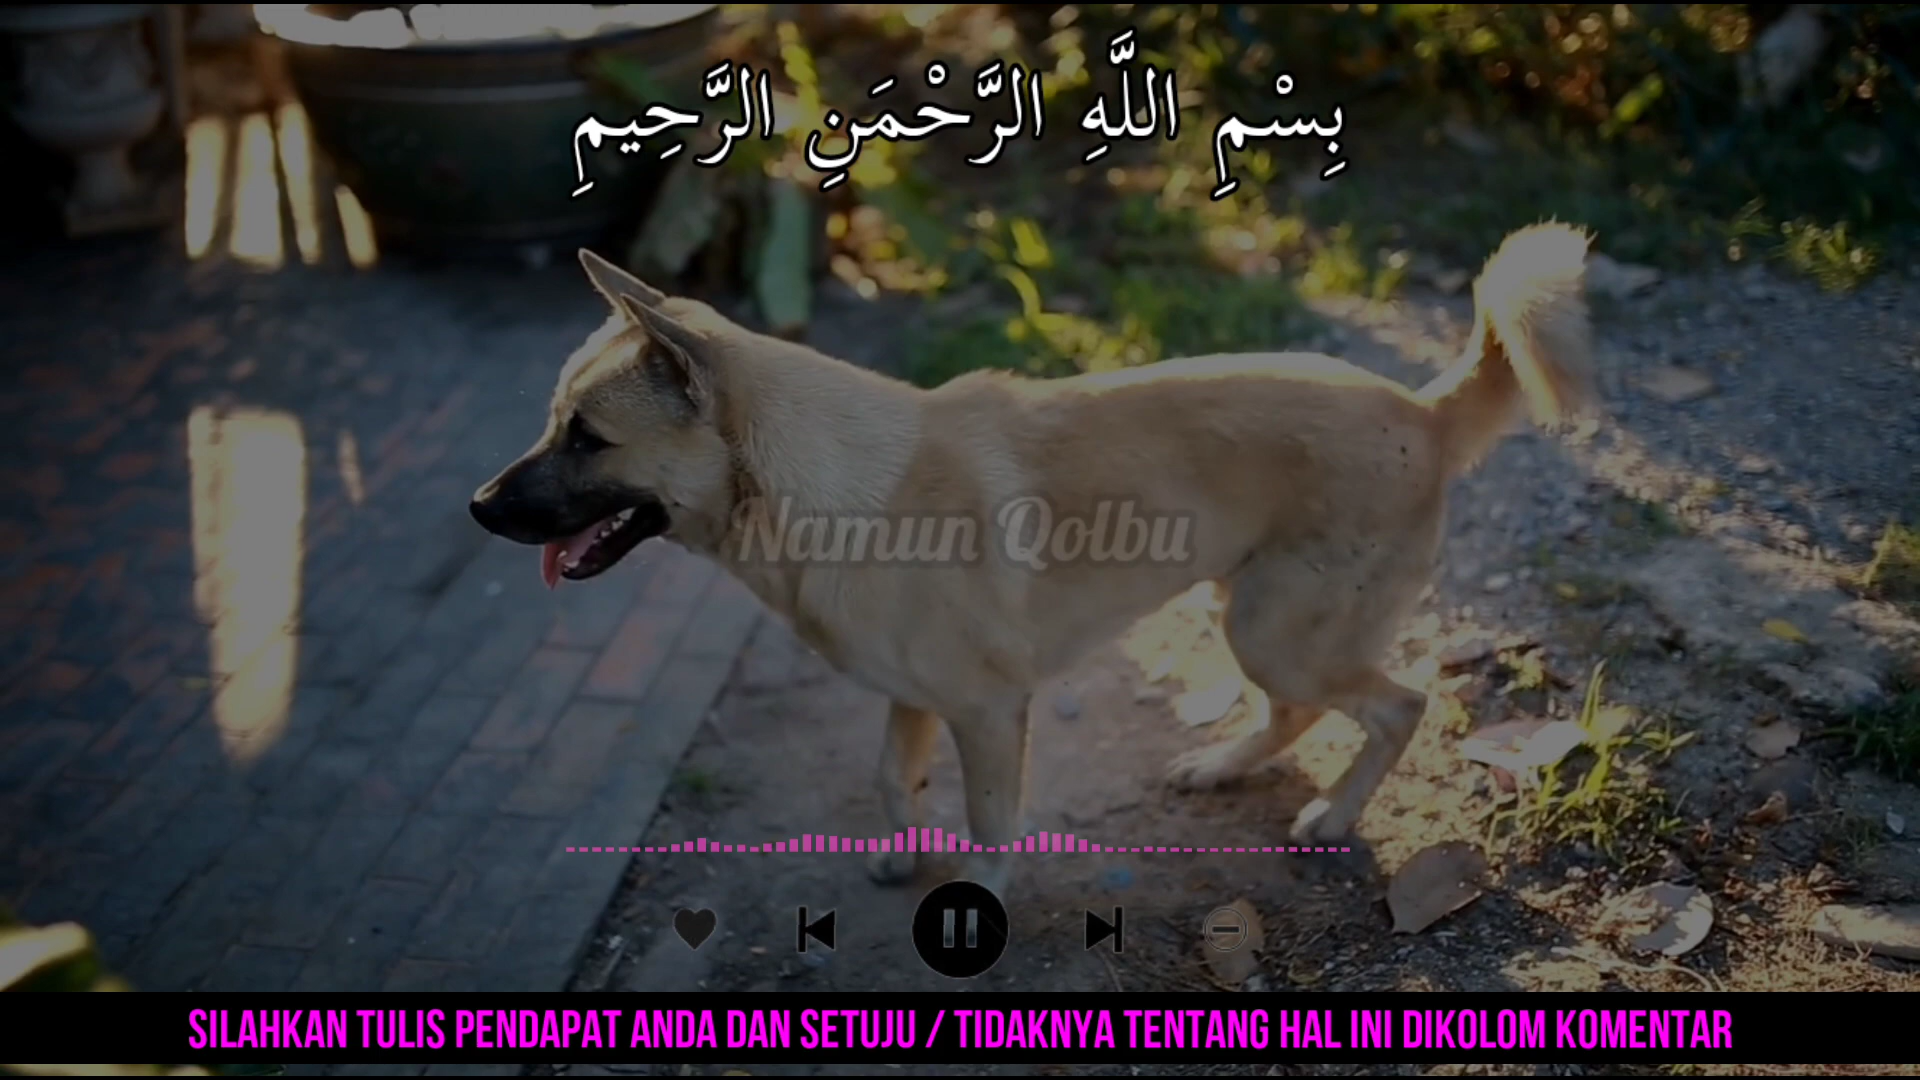 بِسْمِ اللَّهِ الرَّحْمَنِ الرَّحِيمِ
Namun Qolbu
SILAHKAN TULIS PENDAPAT ANDA DAN SETUJU / TIDAKNYA TENTANG HAL INI DIKOLOM KOMENTAR